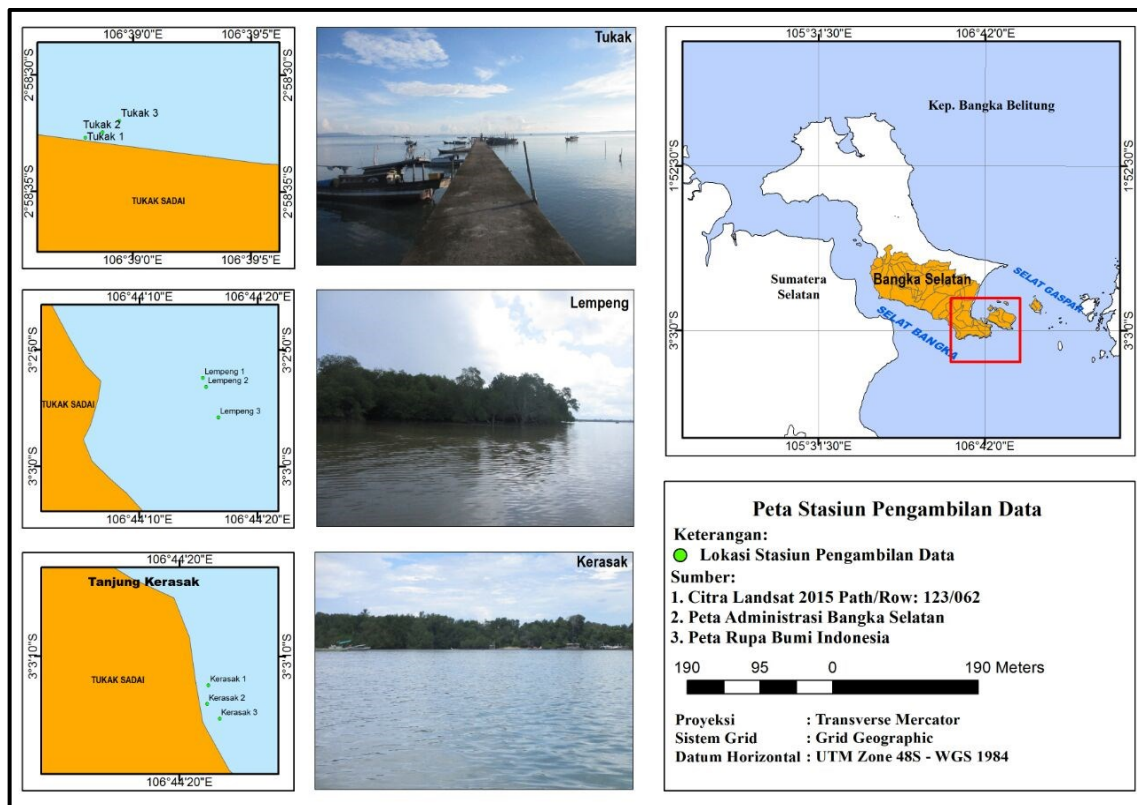 106°39'0"E
106°39'5"E
2°58'30"S
2°58'30"S
Tukak 3
Tukak 2
Tukak 1
TUKAK SADAI
2°58'35"S
2°58'35"S
106°39'0"E
106°39'5"E
Tukak
106°44'10"E
106°44'20"E
3°2'50"S
3°2'50"S
Lempeng 1
Lempeng 2
TUKAK SADAI
Lempeng 3
3°3'0"S
3°3'0"S
106°44'10"E
106°44'20"E
Lempeng
106°44'20"E
Tanjung Kerasak
3°3'10"S
3°3'10"S
TUKAK SADAI
Kerasak 1
Kerasak 2
Kerasak 3
106°44'20"E
Kerasak
105°31'30"E
106°42'0"E
Kep. Bangka Belitung
1°52'30"S
1°52'30"S
Sumatera
Selatan
Bangka Selatan
SELAT GASPAR
SELAT BANGKA
3°3'0"S
3°3'0"S
105°31'30"E
106°42'0"E
Peta Stasiun Pengambilan Data
Keterangan:
Lokasi Stasiun Pengambilan Data
Sumber:
1. Citra Landsat 2015 Path/Row: 123/062
2. Peta Administrasi Bangka Selatan
3. Peta Rupa Bumi Indonesia
190 95 0 190 Meters
Proyeksi : Transverse Mercator
Sistem Grid : Grid Geographic
Datum Horizontal : UTM Zone 48S - WGS 1984